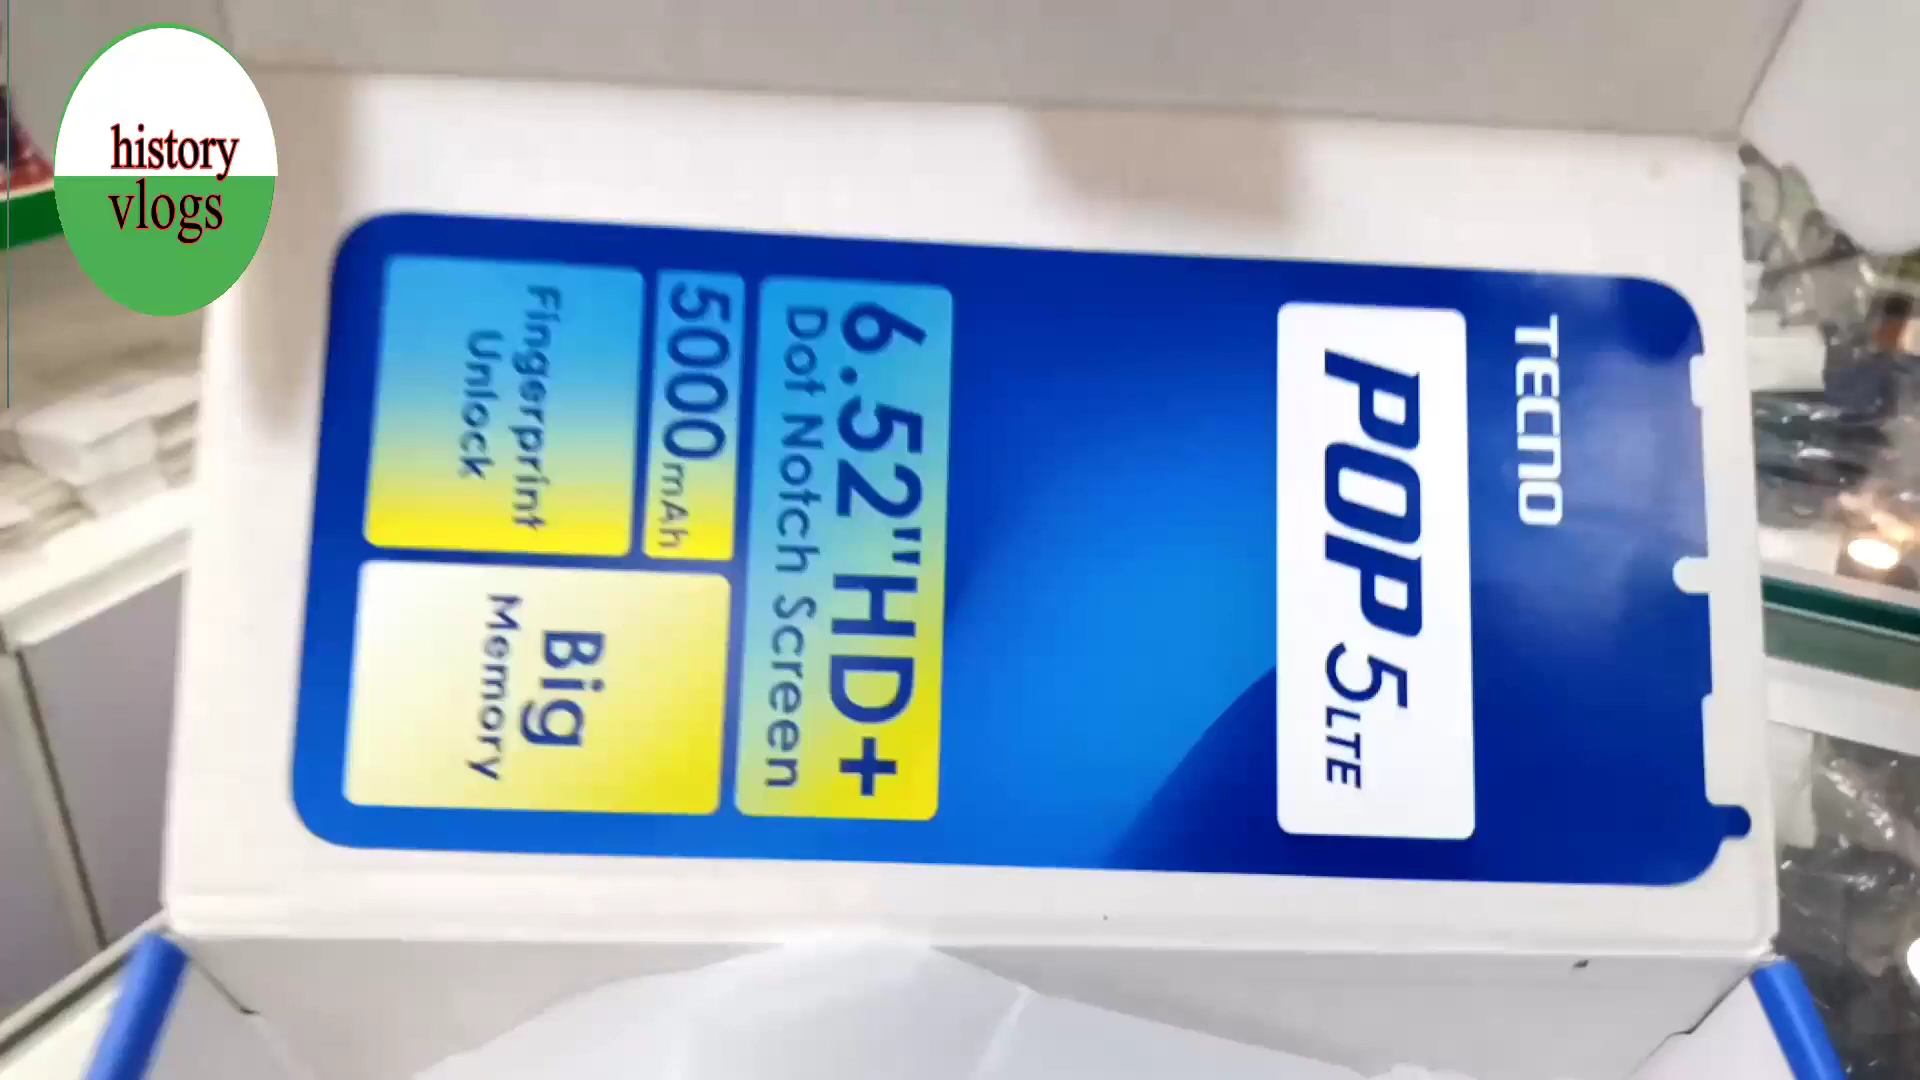 history
vlogs
TECNO
POP 5 LTE
6.52"HD+
Dot Notch Screen
5000mAh
Fingerprint
Unlock
Big
Memory